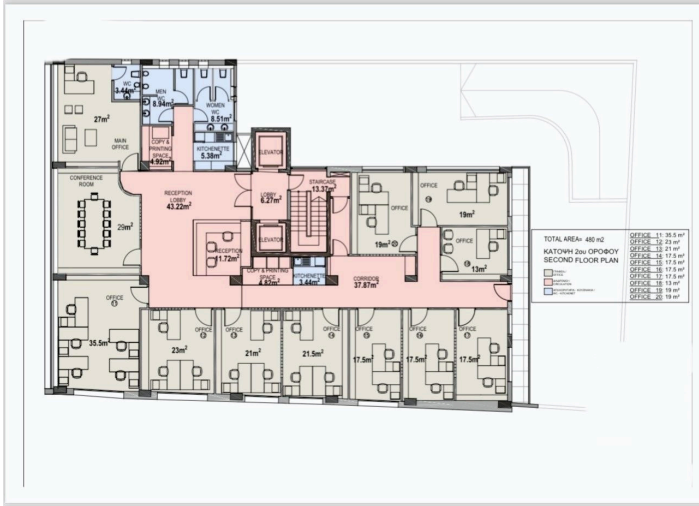 WC
3.44m²
MEN
WC
8.94m²
WOMEN
WC
8.51m²
27m²
MAIN
OFFICE
COPY &
PRINTING
SPACE
4.92m²
KITCHENETTE
5.38m²
ELEVATOR
CONFERENCE
ROOM
29m²
RECEPTION
LOBBY
43.22m²
LOBBY
6.27m²
STAIRCASE
13.37m²
OFFICE
19m²
OFFICE
19m²
RECEPTION
11.72m²
ELEVATOR
OFFICE
13m²
COPY & PRINTING
SPACE
4.82m²
KITCHENETTE
3.44m²
CORRIDOR
37.87m²
OFFICE
35.5m²
OFFICE
23m²
OFFICE
21m²
OFFICE
21.5m²
OFFICE
17.5m²
OFFICE
17.5m²
OFFICE
17.5m²
TOTAL AREA= 480 m2
ΚΑΤΟΨΗ 2ου ΟΡΟΦΟΥ
SECOND FLOOR PLAN
OFFICE 11: 35.5 m²
OFFICE 12: 23 m²
OFFICE 13: 21 m²
OFFICE 14: 17.5 m²
OFFICE 15: 17.5 m²
OFFICE 16: 17.5 m²
OFFICE 17: 17.5 m²
OFFICE 18: 13 m²
OFFICE 19: 19 m²
OFFICE 20: 19 m²